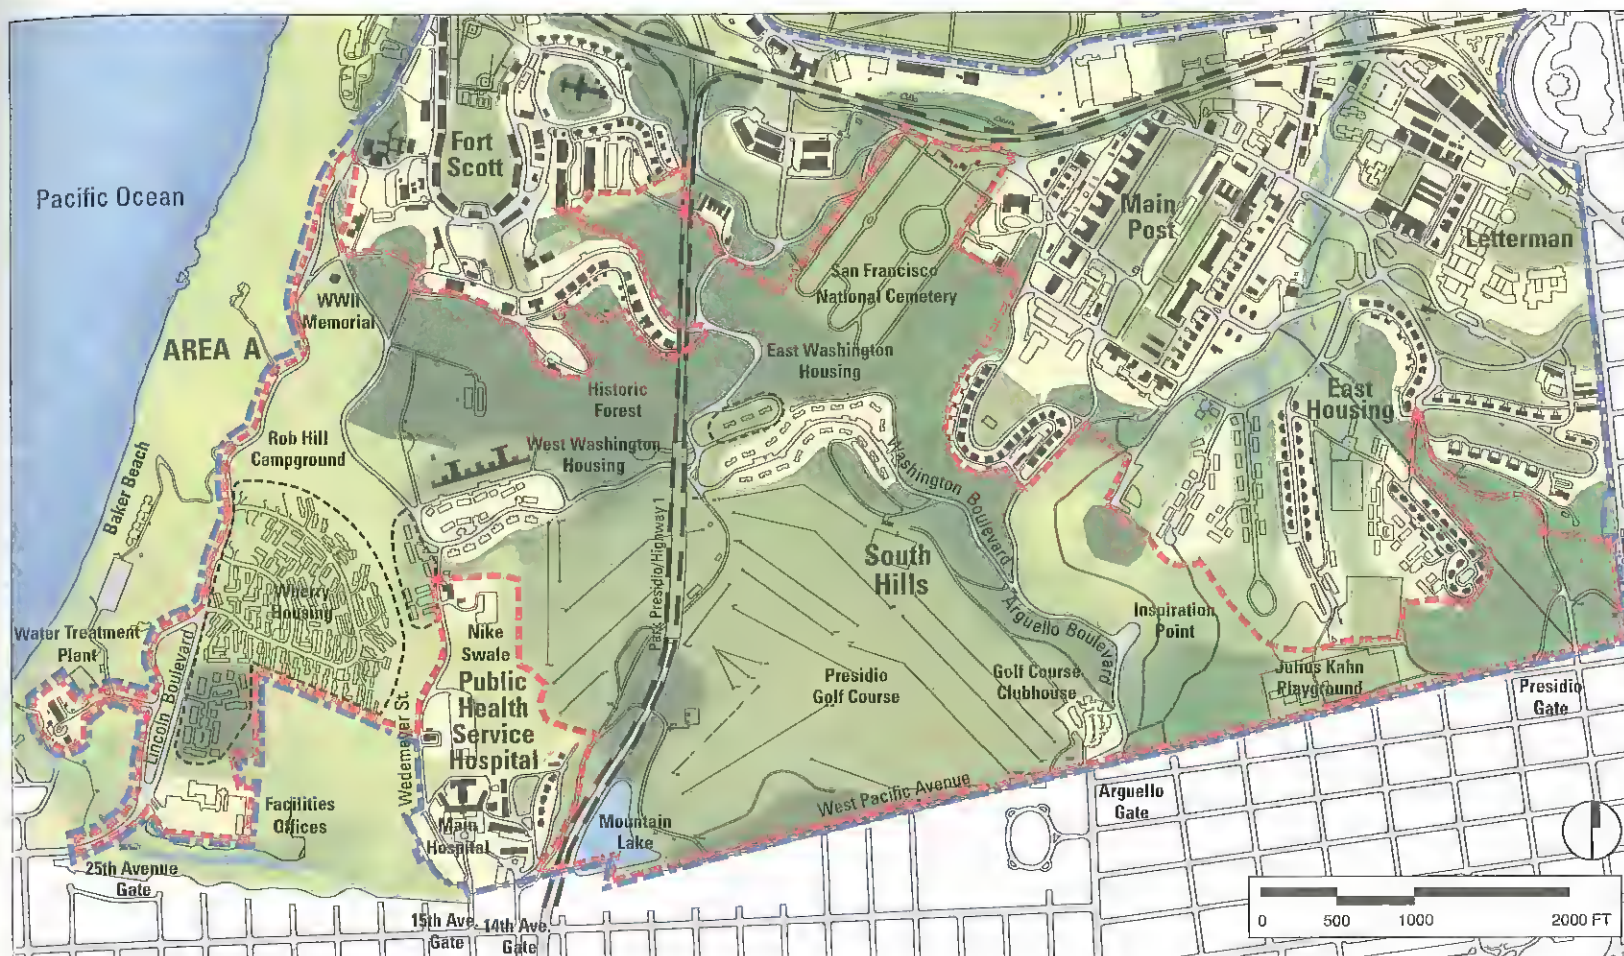 Pacific Ocean
Fort
Scott
Main
Post
Letterman
San Francisco
National Cemetery
WWII
Memorial
AREA A
East Washington
Housing
Historic
Forest
East
Housing
Rob Hill
Campground
West Washington
Housing
Baker Beach
Washington Boulevard
South
Hills
Park Presidio/Highway 1
Wherry
Housing
Nike
Swale
Arguello Boulevard
Inspiration
Point
Water Treatment
Plant
Lincoln Boulevard
Public
Health
Service
Hospital
Presidio
Golf Course
Golf Course
Clubhouse
Julius Kahn
Playground
Presidio
Gate
Wedemeyer St.
West Pacific Avenue
Arguello
Gate
Facilities
Offices
Main
Hospital
Mountain
Lake
25th Avenue
Gate
15th Ave.
Gate
14th Ave.
Gate
0 500 1000 2000 FT